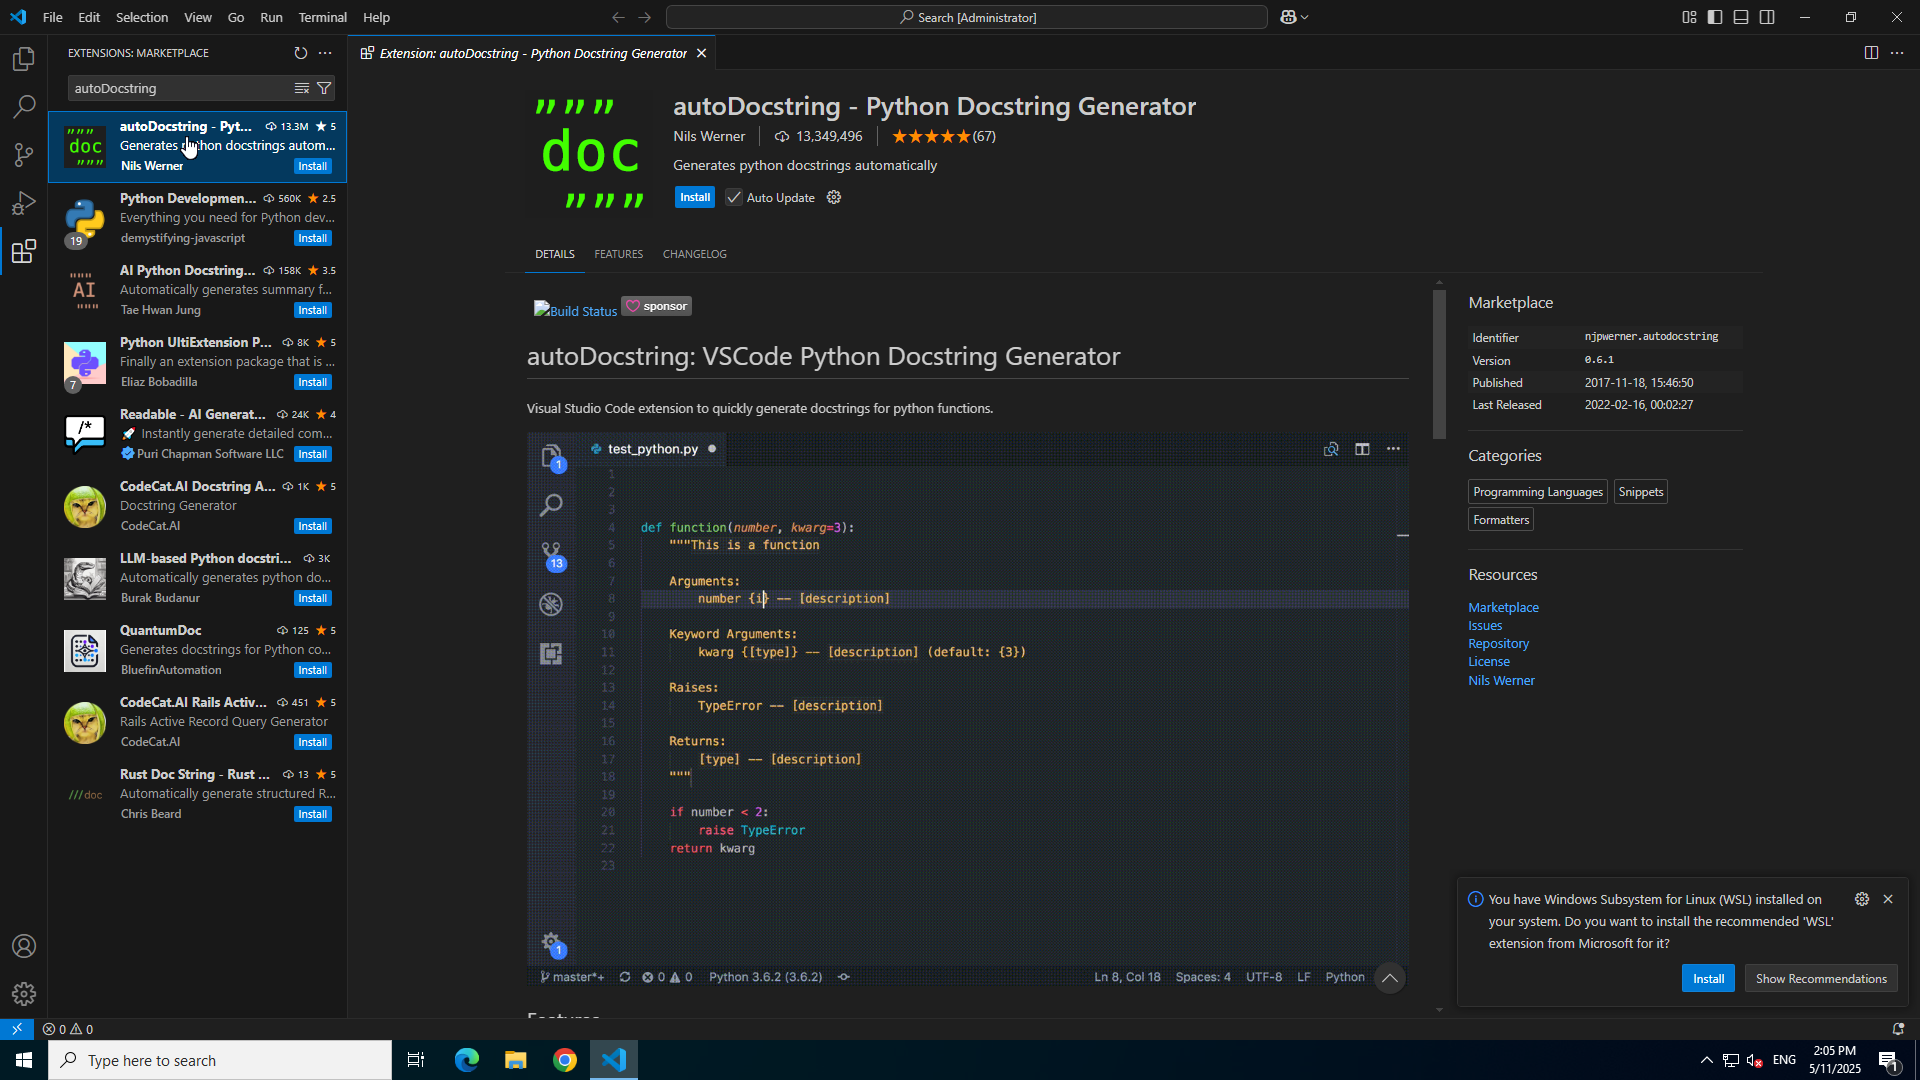 File Edit Selection View Go Run Terminal Help
Search [Administrator]
EXTENSIONS: MARKETPLACE
autoDocstring
autoDocstring - Pyt... 13.3M 5
Generates python docstrings autom...
Nils Werner Install
Python Developmen... 560K 2.5
Everything you need for Python dev...
19 demystifying-javascript Install
AI Python Docstring... 158K 3.5
Automatically generates summary f...
Tae Hwan Jung Install
Python UltiExtension P... 8K 5
Finally an extension package that is ...
7 Eliaz Bobadilla Install
Readable - AI Generat... 24K 4
🚀 Instantly generate detailed com...
Puri Chapman Software LLC Install
CodeCat.AI Docstring A... 1K 5
Docstring Generator
CodeCat.AI Install
LLM-based Python docstri... 3K
Automatically generates python do...
Burak Budanur Install
QuantumDoc 125 5
Generates docstrings for Python co...
BluefinAutomation Install
CodeCat.AI Rails Activ... 451 5
Rails Active Record Query Generator
CodeCat.AI Install
Rust Doc String - Rust ... 13 5
Automatically generate structured R...
Chris Beard Install
Extension: autoDocstring - Python Docstring Generator
""" doc """
autoDocstring - Python Docstring Generator
Nils Werner 13,349,496 ★★★★★(67)
Generates python docstrings automatically
Install Auto Update
DETAILS FEATURES CHANGELOG
Build Status sponsor
autoDocstring: VSCode Python Docstring Generator
Visual Studio Code extension to quickly generate docstrings for python functions.
test_python.py
1
2
3
4 def function(number, kwarg=3):
5 """This is a function
6
7 Arguments:
8 number {i} -- [description]
9
10 Keyword Arguments:
11 kwarg {[type]} -- [description] (default: {3})
12
13 Raises:
14 TypeError -- [description]
15
16 Returns:
17 [type] -- [description]
18 """
19
20 if number < 2:
21 raise TypeError
22 return kwarg
23
1
13
1
master*+ 0 0 Python 3.6.2 (3.6.2) Ln 8, Col 18 Spaces: 4 UTF-8 LF Python
Features
Marketplace
Identifier njpwerner.autodocstring
Version 0.6.1
Published 2017-11-18, 15:46:50
Last Released 2022-02-16, 00:02:27
Categories
Programming Languages Snippets
Formatters
Resources
Marketplace
Issues
Repository
License
Nils Werner
You have Windows Subsystem for Linux (WSL) installed on
your system. Do you want to install the recommended 'WSL'
extension from Microsoft for it?
Install Show Recommendations
0 0
Type here to search
ENG
2:05 PM
5/11/2025
1